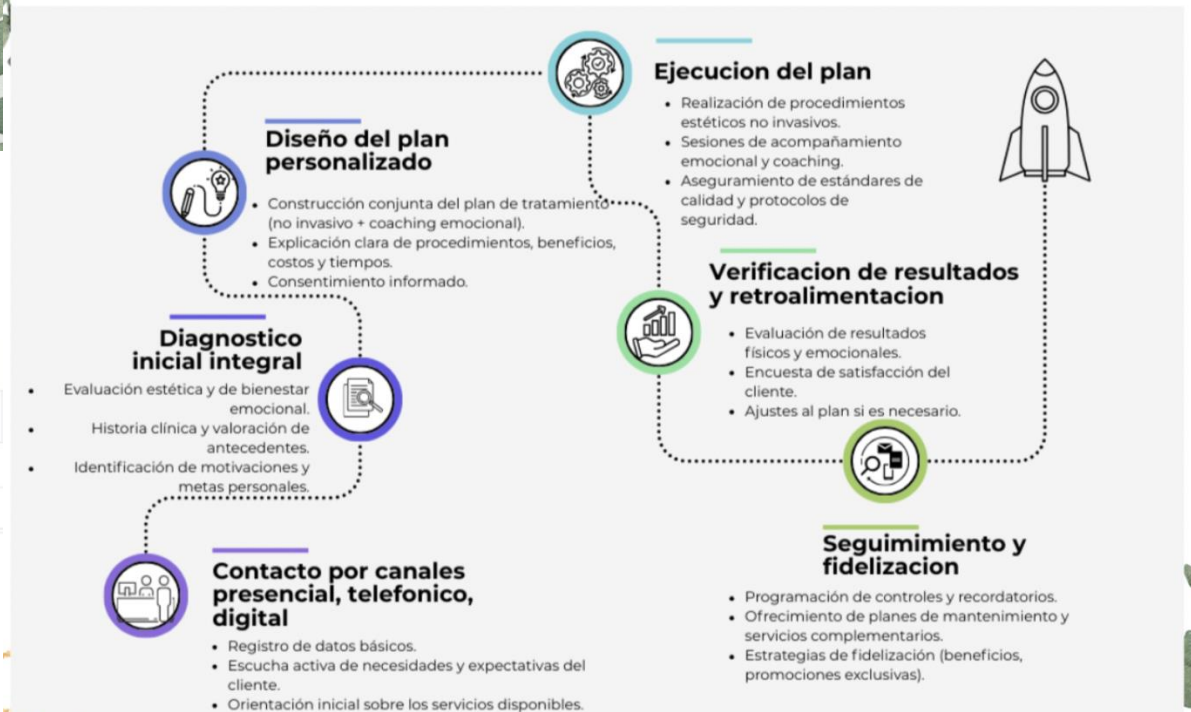 Ejecucion del plan
• Realización de procedimientos
estéticos no invasivos.
• Sesiones de acompañamiento
emocional y coaching.
• Aseguramiento de estándares de
calidad y protocolos de
seguridad.
Diseño del plan
personalizado
• Construcción conjunta del plan de tratamiento
(no invasivo + coaching emocional).
• Explicación clara de procedimientos, beneficios,
costos y tiempos.
• Consentimiento informado.
Verificacion de resultados
y retroalimentacion
• Evaluación de resultados
físicos y emocionales.
• Encuesta de satisfacción del
cliente.
• Ajustes al plan si es necesario.
Diagnostico
inicial integral
• Evaluación estética y de bienestar
emocional.
• Historia clínica y valoración de
antecedentes.
• Identificación de motivaciones y
metas personales.
Contacto por canales
presencial, telefonico,
digital
• Registro de datos básicos.
• Escucha activa de necesidades y expectativas del
cliente.
• Orientación inicial sobre los servicios disponibles.
Seguimimiento y
fidelizacion
• Programación de controles y recordatorios.
• Ofrecimiento de planes de mantenimiento y
servicios complementarios.
• Estrategias de fidelización (beneficios,
promociones exclusivas).